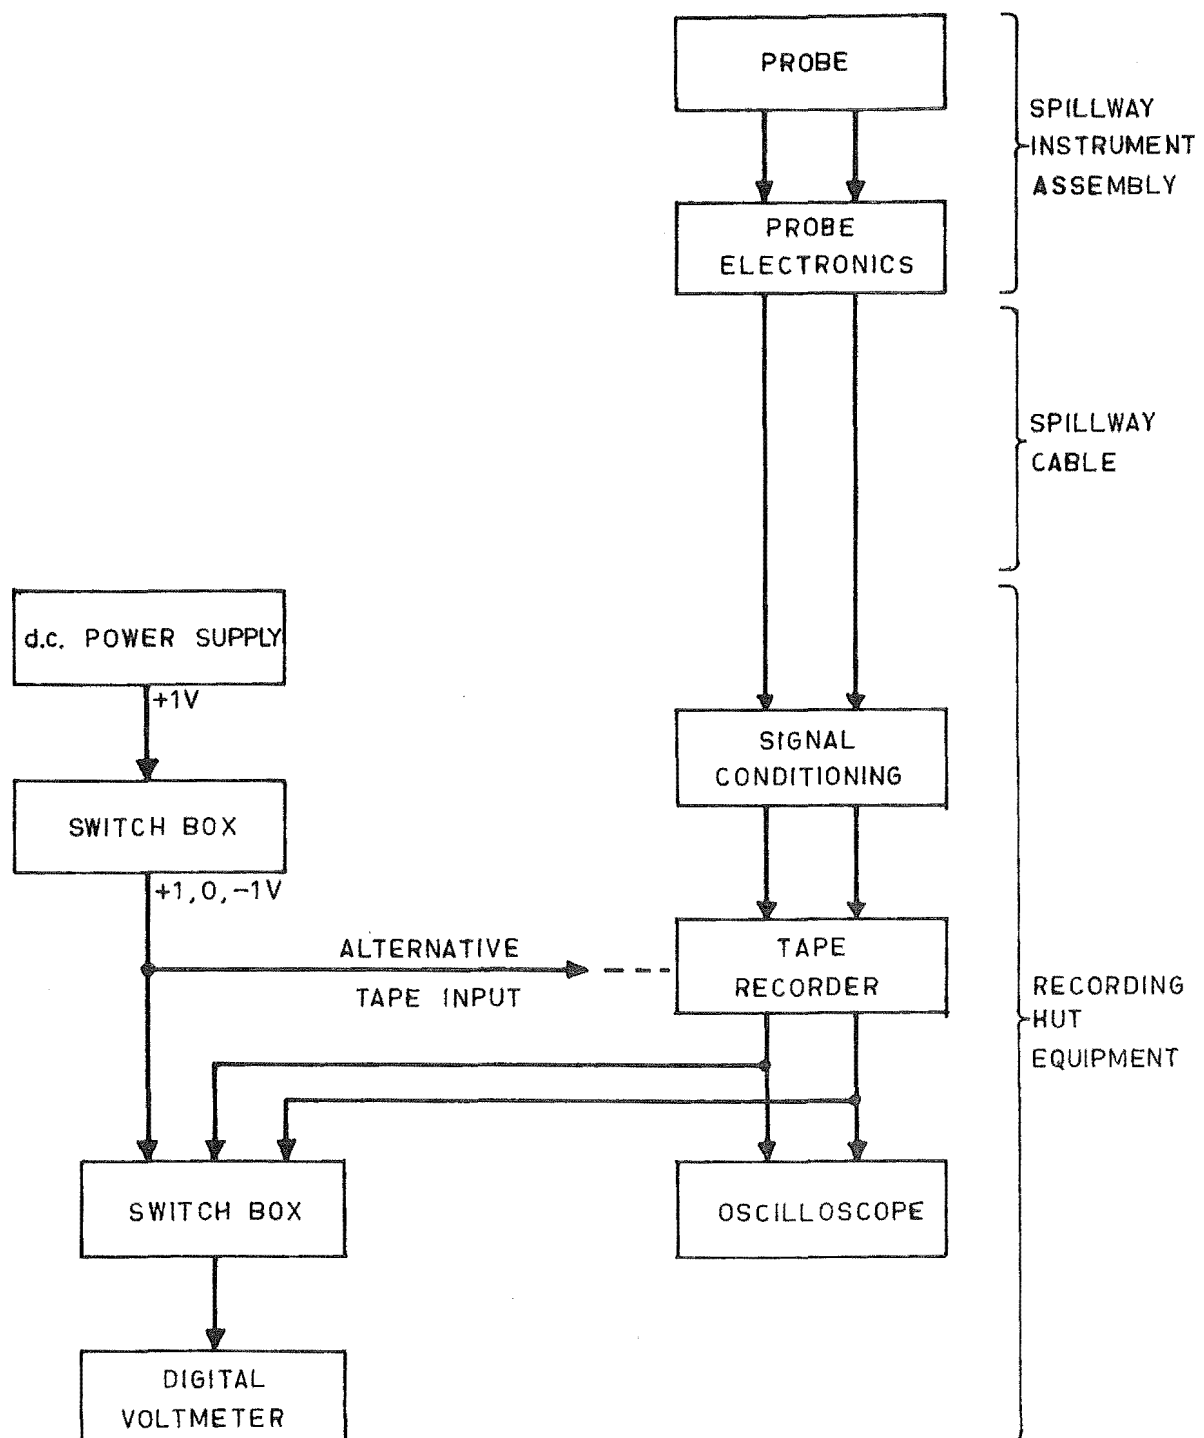 PROBE
SPILLWAY
INSTRUMENT
ASSEMBLY
PROBE
ELECTRONICS
SPILLWAY
CABLE
d.c. POWER SUPPLY
+1V
SIGNAL
CONDITIONING
SWITCH BOX
+1,0,-1V
ALTERNATIVE
TAPE INPUT
TAPE
RECORDER
RECORDING
HUT
EQUIPMENT
SWITCH BOX
OSCILLOSCOPE
DIGITAL
VOLTMETER